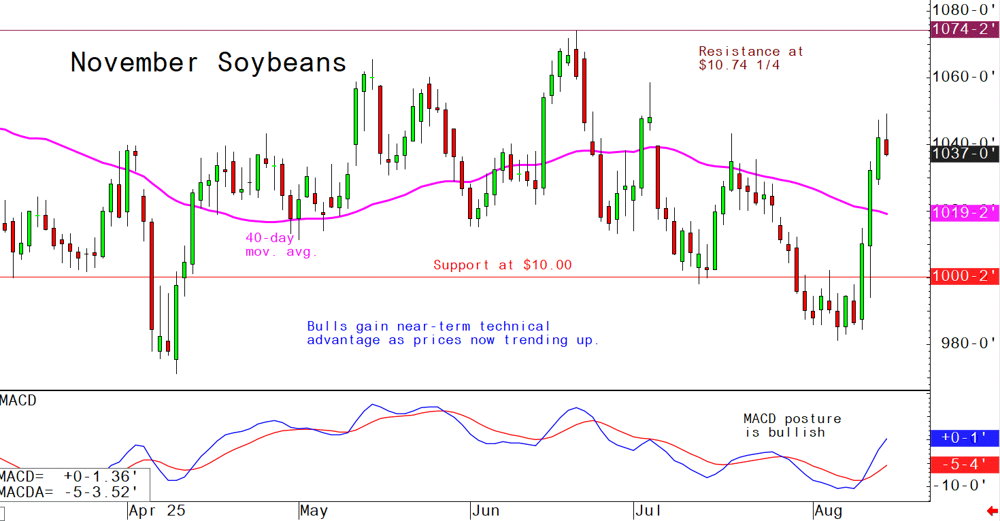 1080-0'
1074-2'
November Soybeans
Resistance at
$10.74 1/4
1060-0'
1040-0'
1037-0'
1019-2'
40-day
mov. avg.
Support at $10.00
1000-2'
Bulls gain near-term technical
advantage as prices now trending up.
980-0'
MACD
MACD posture
is bullish
+0-1'
-5-4'
MACD= +0-1.36'
MACDA= -5-3.52'
-10-0'
Apr 25 May Jun Jul Aug